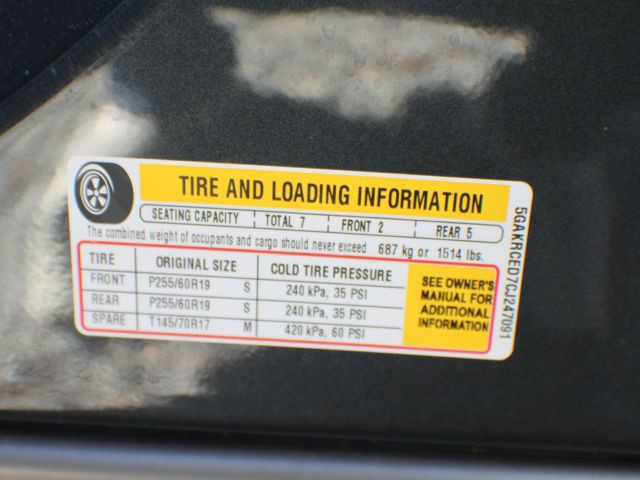 TIRE AND LOADING INFORMATION
SEATING CAPACITY TOTAL 7 FRONT 2 REAR 5
The combined weight of occupants and cargo should never exceed 687 kg or 1514 lbs.
TIRE ORIGINAL SIZE COLD TIRE PRESSURE
FRONT P255/60R19 S 240 kPa, 35 PSI
REAR P255/60R19 S 240 kPa, 35 PSI
SPARE T145/70R17 M 420 kPa, 60 PSI
SEE OWNER'S
MANUAL FOR
ADDITIONAL
INFORMATION
5GAKRCED7CJ247091